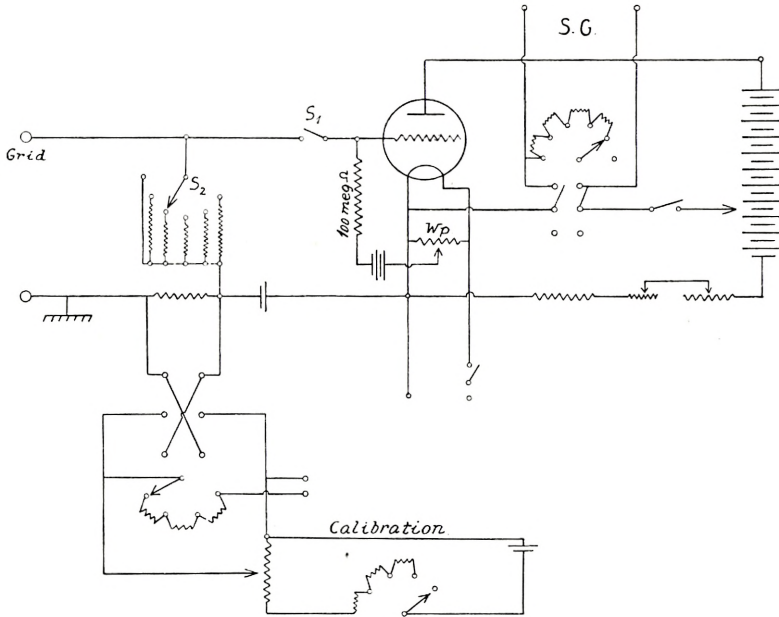 S.G.
S1
Grid
S2
100 meg Ω
Wp
Calibration